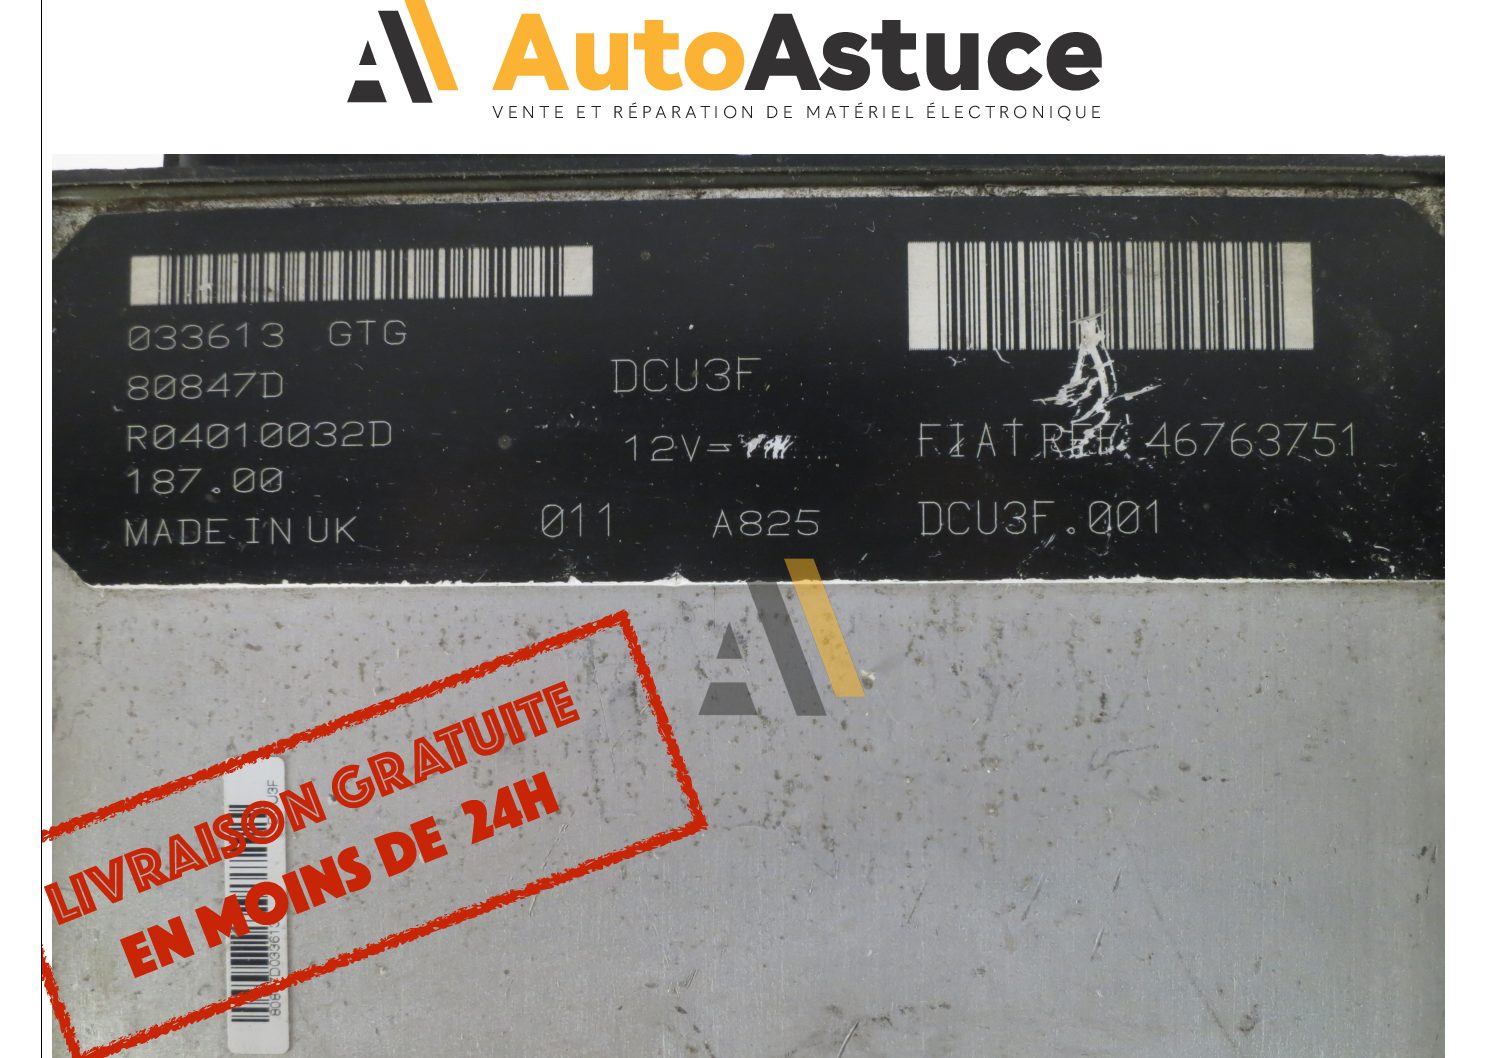 AutoAstuce
VENTE ET RÉPARATION DE MATÉRIEL ÉLECTRONIQUE
033613 GTG
80847D
R04010032D
187.00
MADE IN UK
DCU3F
12V=
011 A825
FIAT REF 46763751
DCU3F.001
LIVRAISON GRATUITE
EN MOINS DE 24H